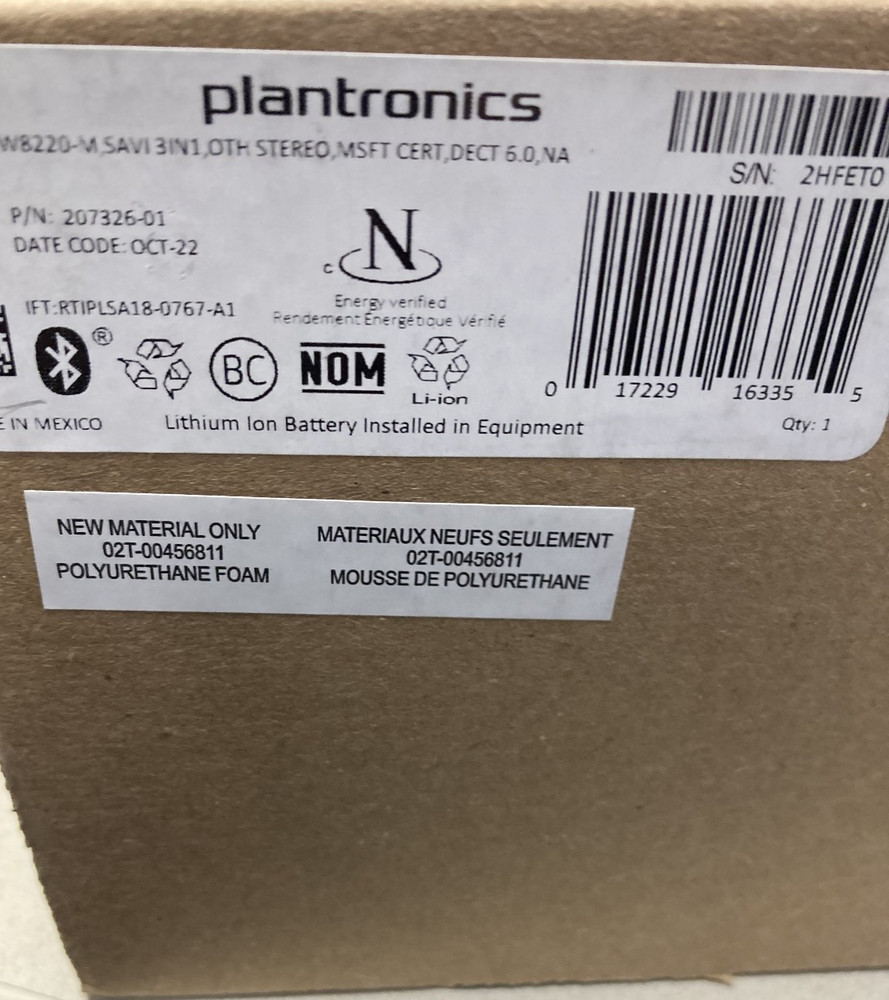 plantronics
W8220-M,SAVI 3IN1,OTH STEREO,MSFT CERT,DECT 6.0,NA
S/N: 2HFET0
P/N: 207326-01
DATE CODE: OCT-22
N
c
Energy verified
Rendement Énergétique Vérifié
IFT:RTIPLSA18-0767-A1
®
BC
NOM
Li-ion
0 17229 16335 5
E IN MEXICO
Lithium Ion Battery Installed in Equipment
Qty: 1
NEW MATERIAL ONLY
02T-00456811
POLYURETHANE FOAM
MATERIAUX NEUFS SEULEMENT
02T-00456811
MOUSSE DE POLYURETHANE